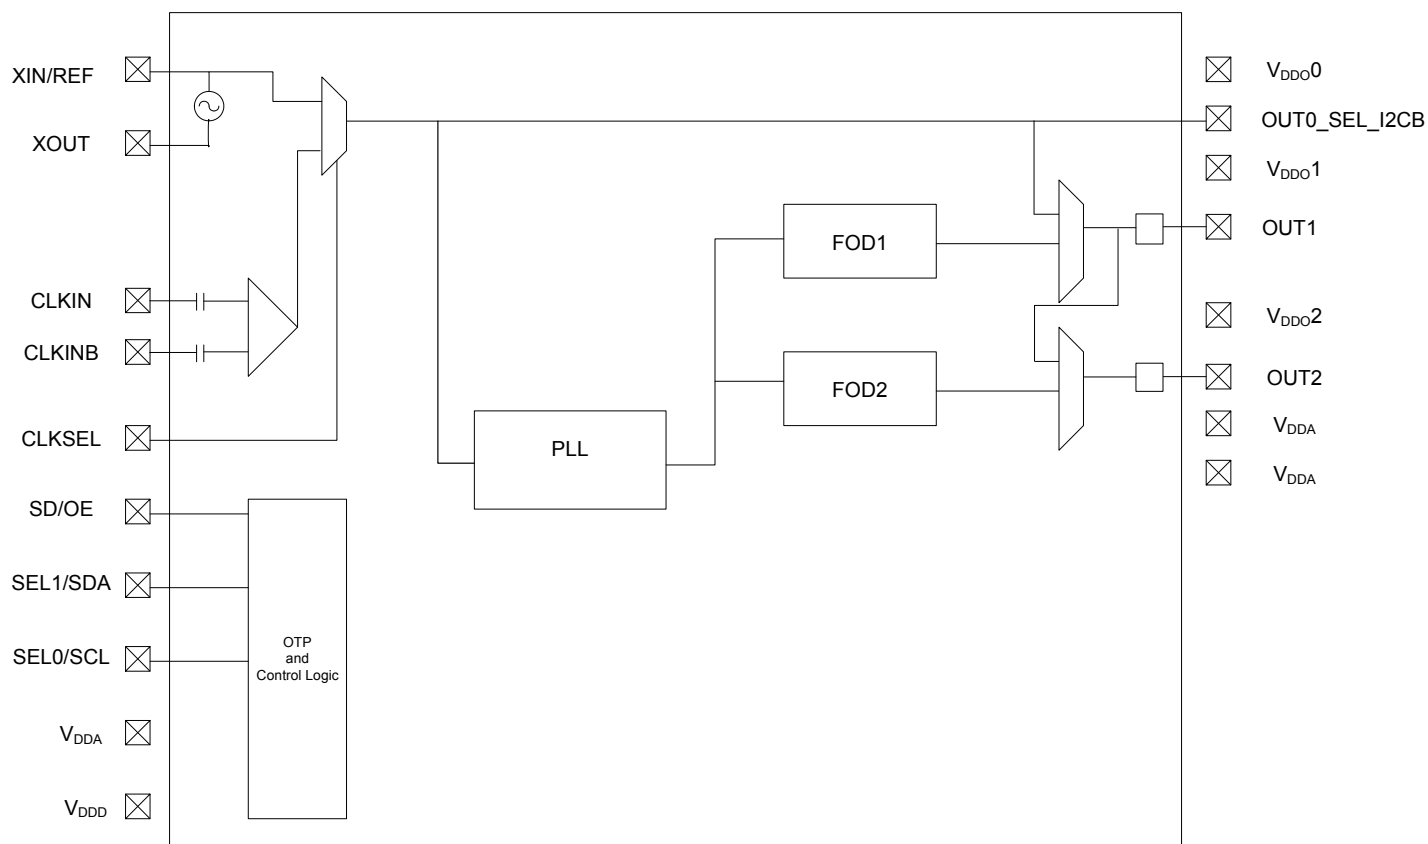 XIN/REF
XOUT
CLKIN
CLKINB
CLKSEL
SD/OE
SEL1/SDA
SEL0/SCL
VDDA
VDDD
OTP
and
Control Logic
PLL
FOD1
FOD2
VDDO0
OUT0_SEL_I2CB
VDDO1
OUT1
VDDO2
OUT2
VDDA
VDDA